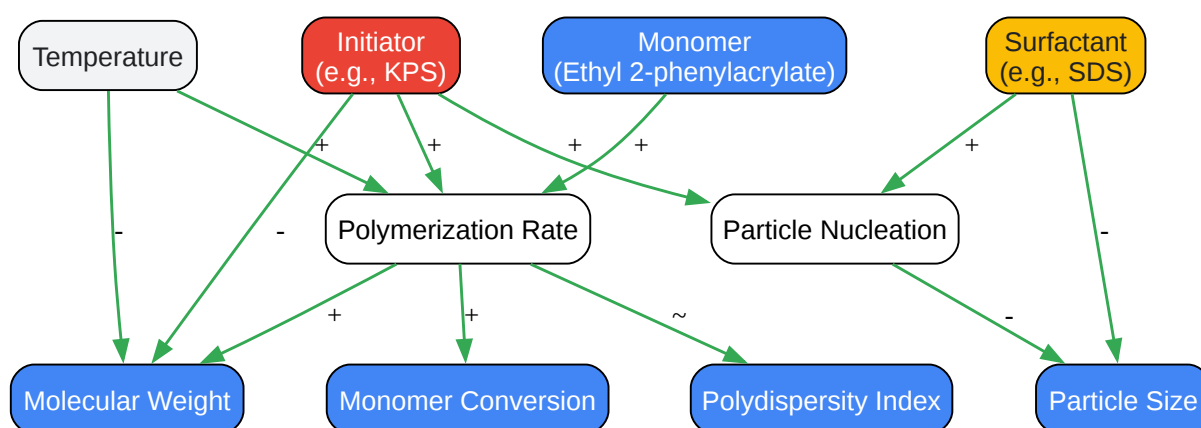 Temperature
Initiator
(e.g., KPS)
Monomer
(Ethyl 2-phenylacrylate)
Surfactant
(e.g., SDS)
+
+
+
+
+
-
-
-
Polymerization Rate
Particle Nucleation
+
+
~
-
Molecular Weight
Monomer Conversion
Polydispersity Index
Particle Size